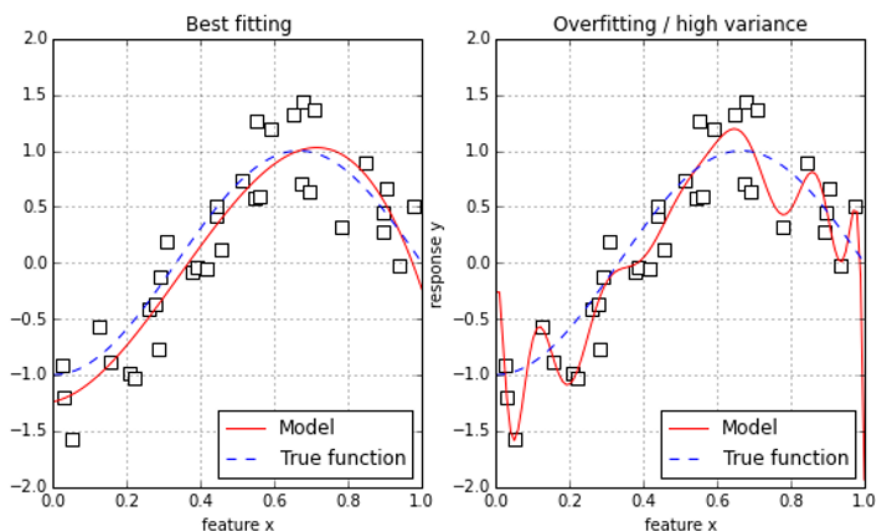 Best fitting
2.0
1.5
1.0
0.5
0.0
−0.5
−1.0
−1.5
−2.0
0.0 0.2 0.4 0.6 0.8 1.0
feature x
Model
True function
Overfitting / high variance
response y
2.0
1.5
1.0
0.5
0.0
−0.5
−1.0
−1.5
−2.0
0.0 0.2 0.4 0.6 0.8 1.0
feature x
Model
True function